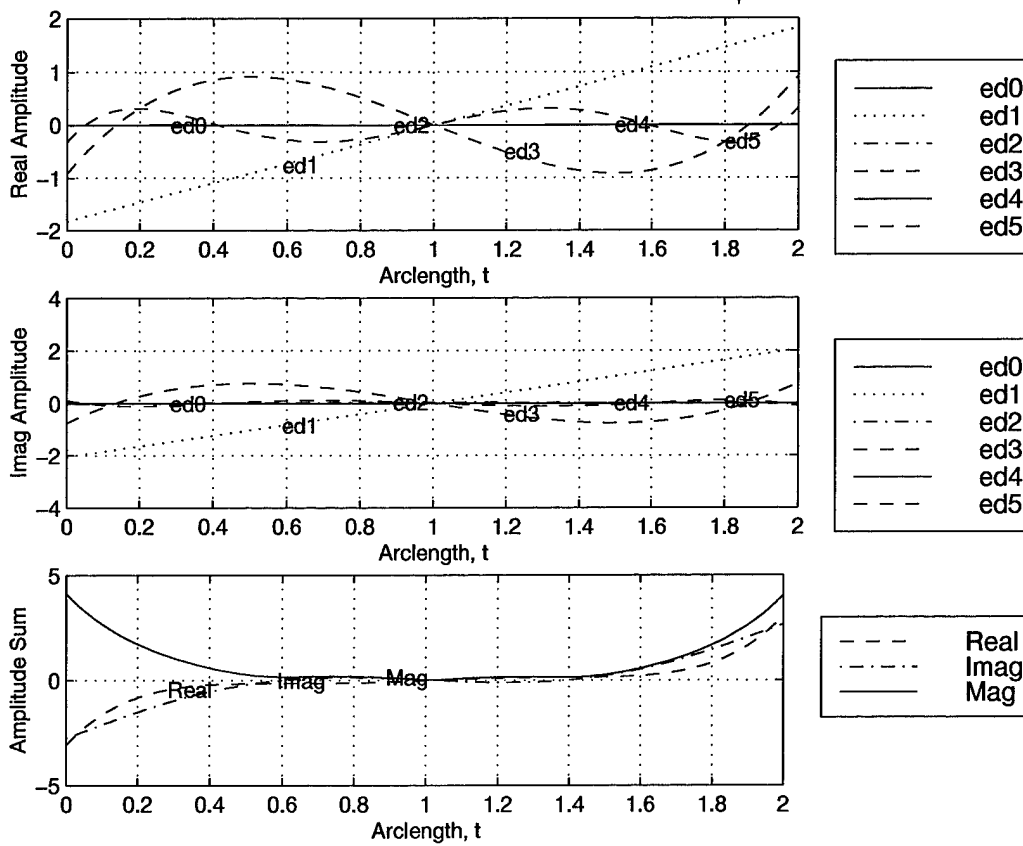 Real Amplitude
2
1
0
−1
−2
ed0
ed1
ed2
ed3
ed4
ed5
0 0.2 0.4 0.6 0.8 1 1.2 1.4 1.6 1.8 2
Arclength, t
ed0
ed1
ed2
ed3
ed4
ed5
Imag Amplitude
4
2
0
−2
−4
ed0
ed1
ed2
ed3
ed4
ed5
0 0.2 0.4 0.6 0.8 1 1.2 1.4 1.6 1.8 2
Arclength, t
ed0
ed1
ed2
ed3
ed4
ed5
Amplitude Sum
5
0
−5
Real
Imag
Mag
0 0.2 0.4 0.6 0.8 1 1.2 1.4 1.6 1.8 2
Arclength, t
Real
Imag
Mag